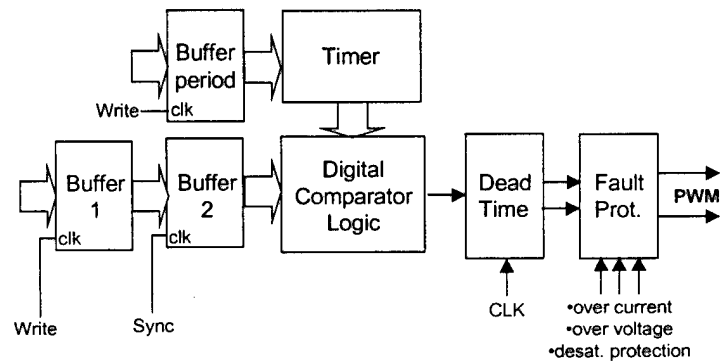 Buffer
period
clk
Timer
Write
Buffer
1
clk
Buffer
2
clk
Digital
Comparator
Logic
Dead
Time
Fault
Prot.
PWM
Write
Sync
CLK
•over current
•over voltage
•desat. protection